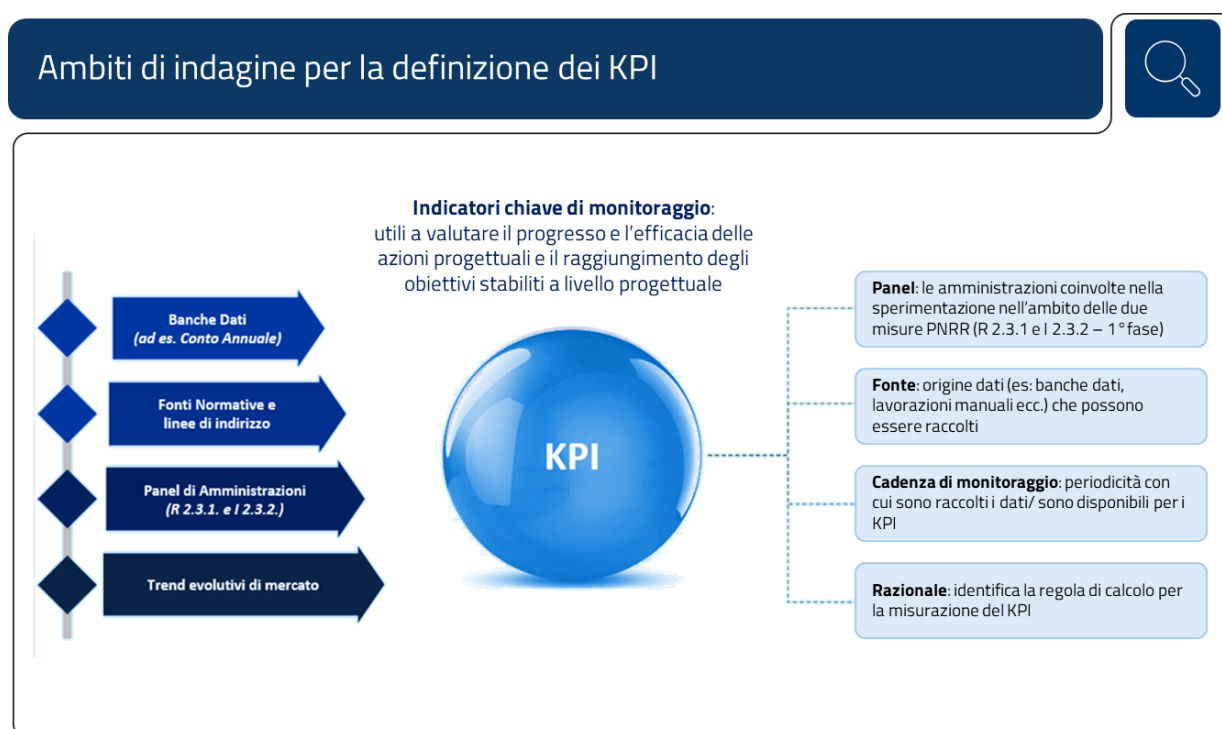 Ambiti di indagine per la definizione dei KPI
Indicatori chiave di monitoraggio:
utili a valutare il progresso e l'efficacia delle
azioni progettuali e il raggiungimento degli
obiettivi stabiliti a livello progettuale
Banche Dati
(ad es. Conto Annuale)
Fonti Normative e
linee di indirizzo
Panel di Amministrazioni
(R 2.3.1. e I 2.3.2.)
Trend evolutivi di mercato
KPI
Panel: le amministrazioni coinvolte nella
sperimentazione nell'ambito delle due
misure PNRR (R 2.3.1 e I 2.3.2 – 1°fase)
Fonte: origine dati (es: banche dati,
lavorazioni manuali ecc.) che possono
essere raccolti
Cadenza di monitoraggio: periodicità con
cui sono raccolti i dati/ sono disponibili per i
KPI
Razionale: identifica la regola di calcolo per
la misurazione del KPI